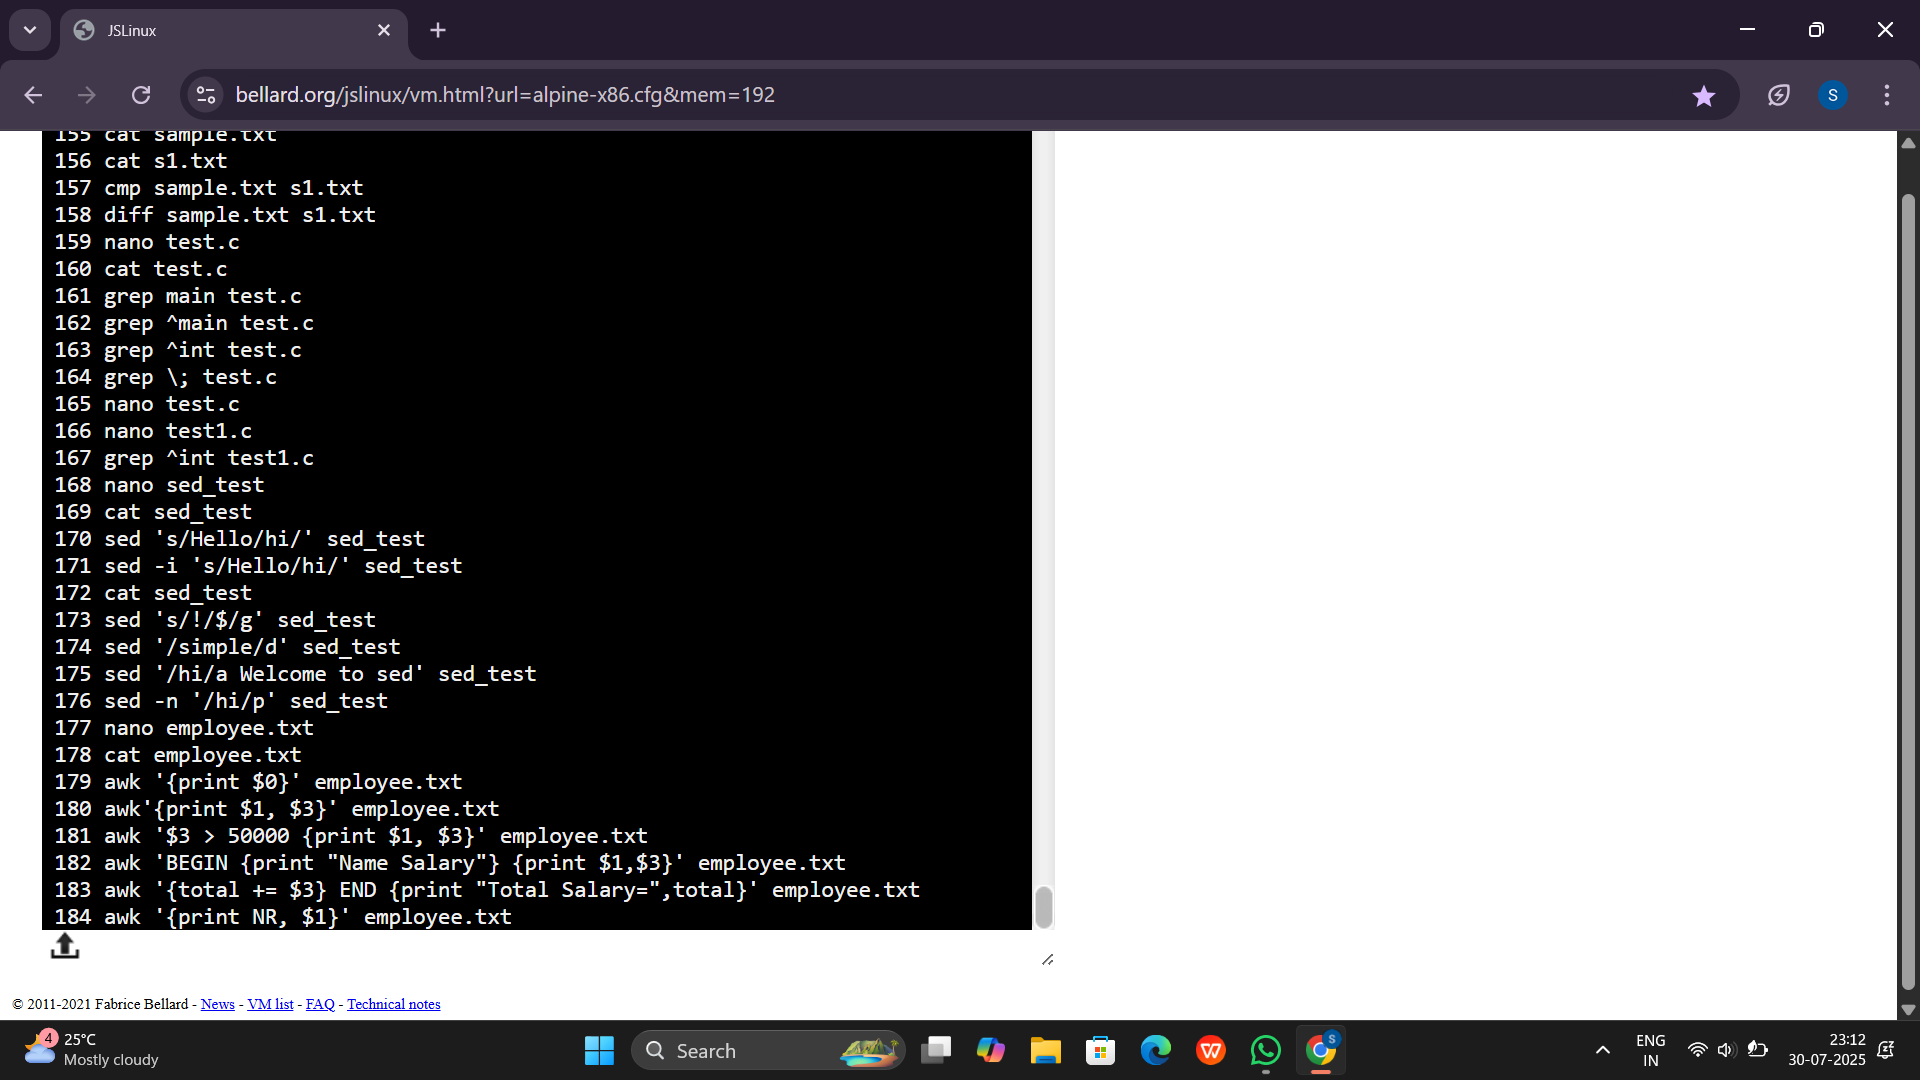 JSLinux
bellard.org/jslinux/vm.html?url=alpine-x86.cfg&mem=192
S
155 cat sample.txt
156 cat s1.txt
157 cmp sample.txt s1.txt
158 diff sample.txt s1.txt
159 nano test.c
160 cat test.c
161 grep main test.c
162 grep ^main test.c
163 grep ^int test.c
164 grep \; test.c
165 nano test.c
166 nano test1.c
167 grep ^int test1.c
168 nano sed_test
169 cat sed_test
170 sed 's/Hello/hi/' sed_test
171 sed -i 's/Hello/hi/' sed_test
172 cat sed_test
173 sed 's/!/$/g' sed_test
174 sed '/simple/d' sed_test
175 sed '/hi/a Welcome to sed' sed_test
176 sed -n '/hi/p' sed_test
177 nano employee.txt
178 cat employee.txt
179 awk '{print $0}' employee.txt
180 awk'{print $1, $3}' employee.txt
181 awk '$3 > 50000 {print $1, $3}' employee.txt
182 awk 'BEGIN {print "Name Salary"} {print $1,$3}' employee.txt
183 awk '{total += $3} END {print "Total Salary=",total}' employee.txt
184 awk '{print NR, $1}' employee.txt
© 2011-2021 Fabrice Bellard - News - VM list - FAQ - Technical notes
4
25°C
Mostly cloudy
Search
W
S
ENG
IN
23:12
30-07-2025